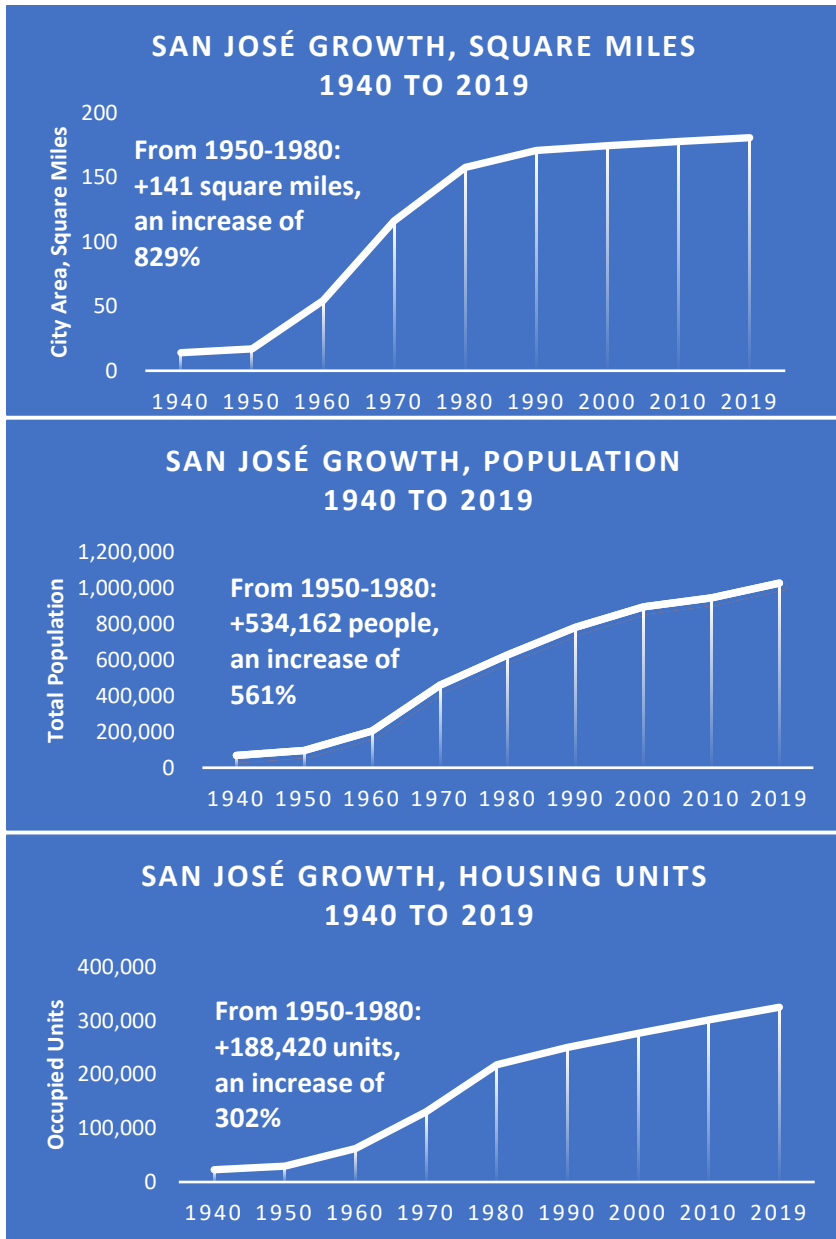 SAN JOSÉ GROWTH, SQUARE MILES
1940 TO 2019
200
150
100
50
0
City Area, Square Miles
From 1950-1980:
+141 square miles,
an increase of
829%
1940 1950 1960 1970 1980 1990 2000 2010 2019
SAN JOSÉ GROWTH, POPULATION
1940 TO 2019
1,200,000
1,000,000
800,000
600,000
400,000
200,000
0
Total Population
From 1950-1980:
+534,162 people,
an increase of
561%
1940 1950 1960 1970 1980 1990 2000 2010 2019
SAN JOSÉ GROWTH, HOUSING UNITS
1940 TO 2019
400,000
300,000
200,000
100,000
0
Occupied Units
From 1950-1980:
+188,420 units,
an increase of
302%
1940 1950 1960 1970 1980 1990 2000 2010 2019